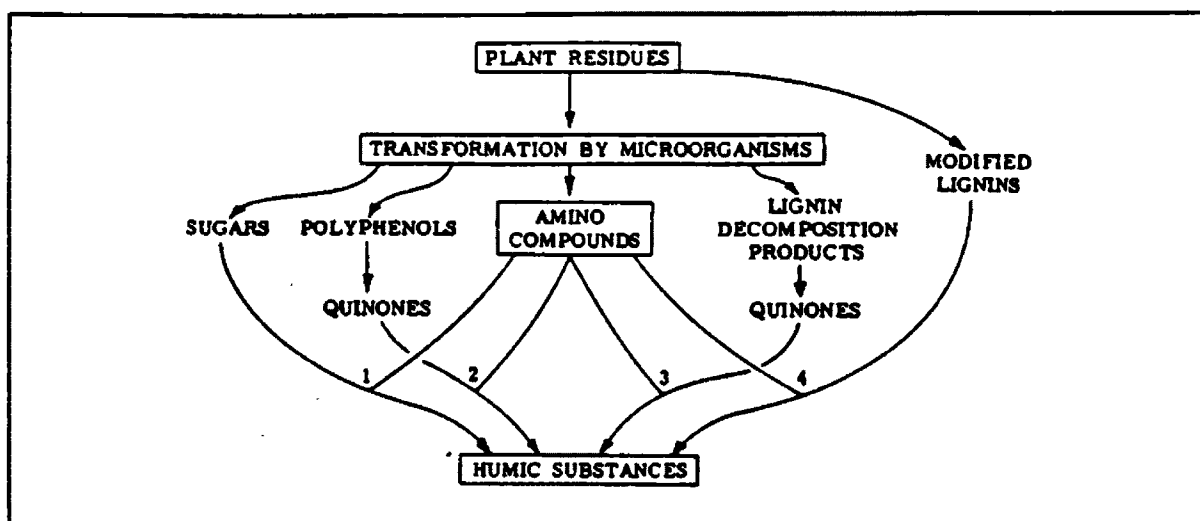 PLANT RESIDUES
TRANSFORMATION BY MICROORGANISMS
MODIFIED
LIGNINS
SUGARS
POLYPHENOLS
AMINO
COMPOUNDS
LIGNIN
DECOMPOSITION
PRODUCTS
QUINONES
QUINONES
1
2
3
4
HUMIC SUBSTANCES